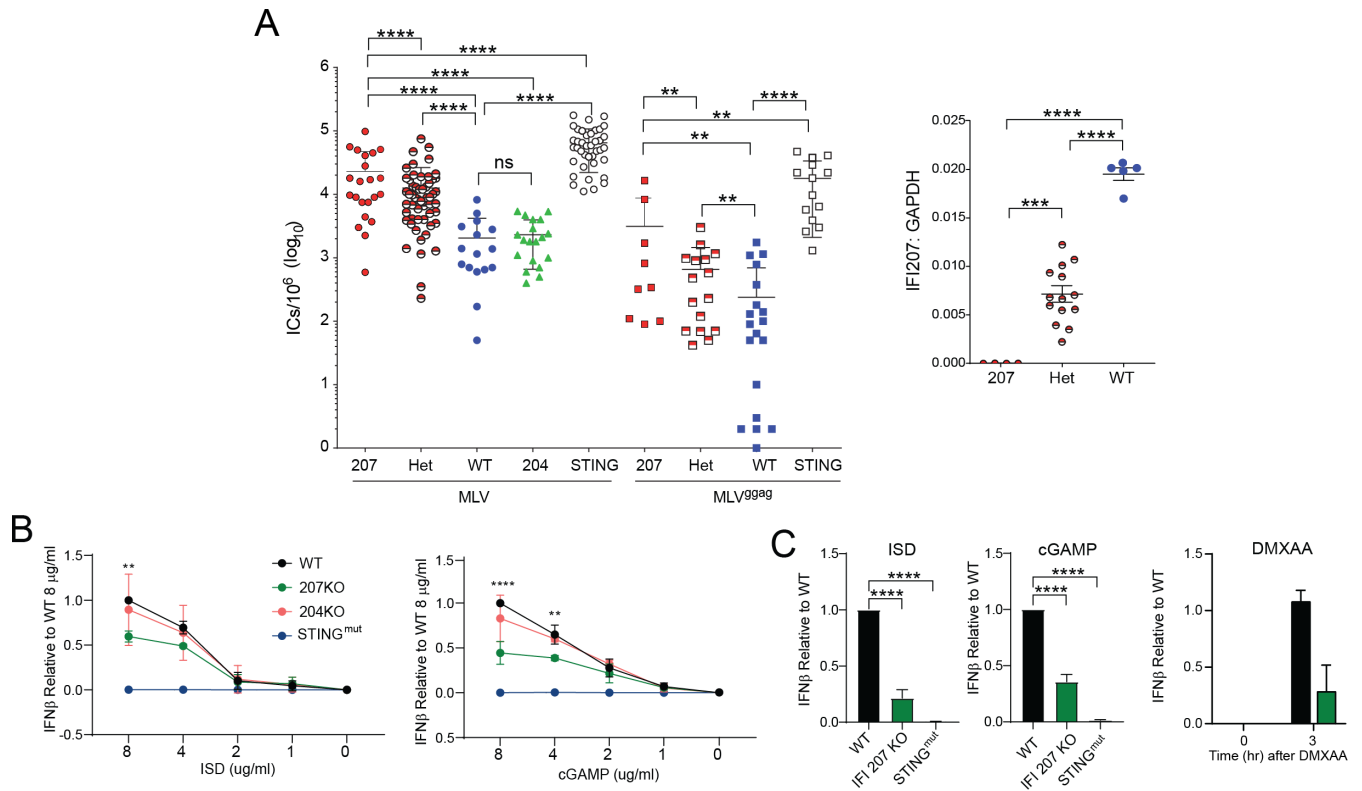 A
****
****
****
****
****
****
ns
**
****
**
**
**
ICs/10⁶ (log₁₀)
6
5
4
3
2
1
0
207 Het WT 204 STING
MLV
207 Het WT STING
MLVᵍᵍᵃᵍ
****
****
***
IFI207: GAPDH
0.025
0.020
0.015
0.010
0.005
0.000
207 Het WT
B
IFNβ Relative to WT 8 μg/ml
1.5
1.0
0.5
0.0
-0.5
**
WT
207KO
204KO
STINGᵐᵘᵗ
8 4 2 1 0
ISD (ug/ml)
IFNβ Relative to WT 8 μg/ml
1.5
1.0
0.5
0.0
0.5
****
**
8 4 2 1 0
cGAMP (ug/ml)
C
ISD
IFNβ Relative to WT
1.5
1.0
0.5
0.0
****
****
WT
IFI 207 KO
STINGᵐᵘᵗ
cGAMP
IFNβ Relative to WT
1.5
1.0
0.5
0.0
****
****
WT
IFI 207 KO
STINGᵐᵘᵗ
DMXAA
IFNβ Relative to WT
1.5
1.0
0.5
0.0
0 3
Time (hr) after DMXAA